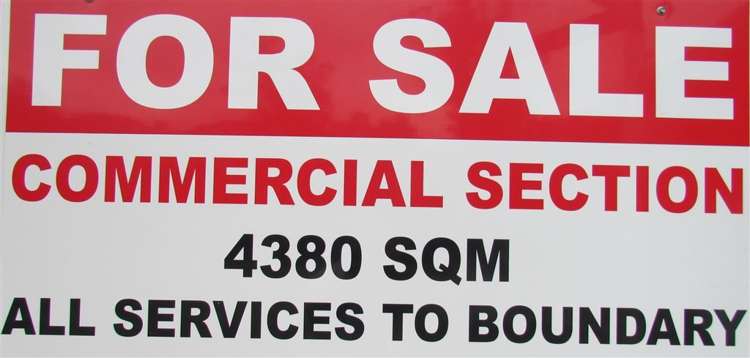 FOR SALE
COMMERCIAL SECTION
4380 SQM
ALL SERVICES TO BOUNDARY